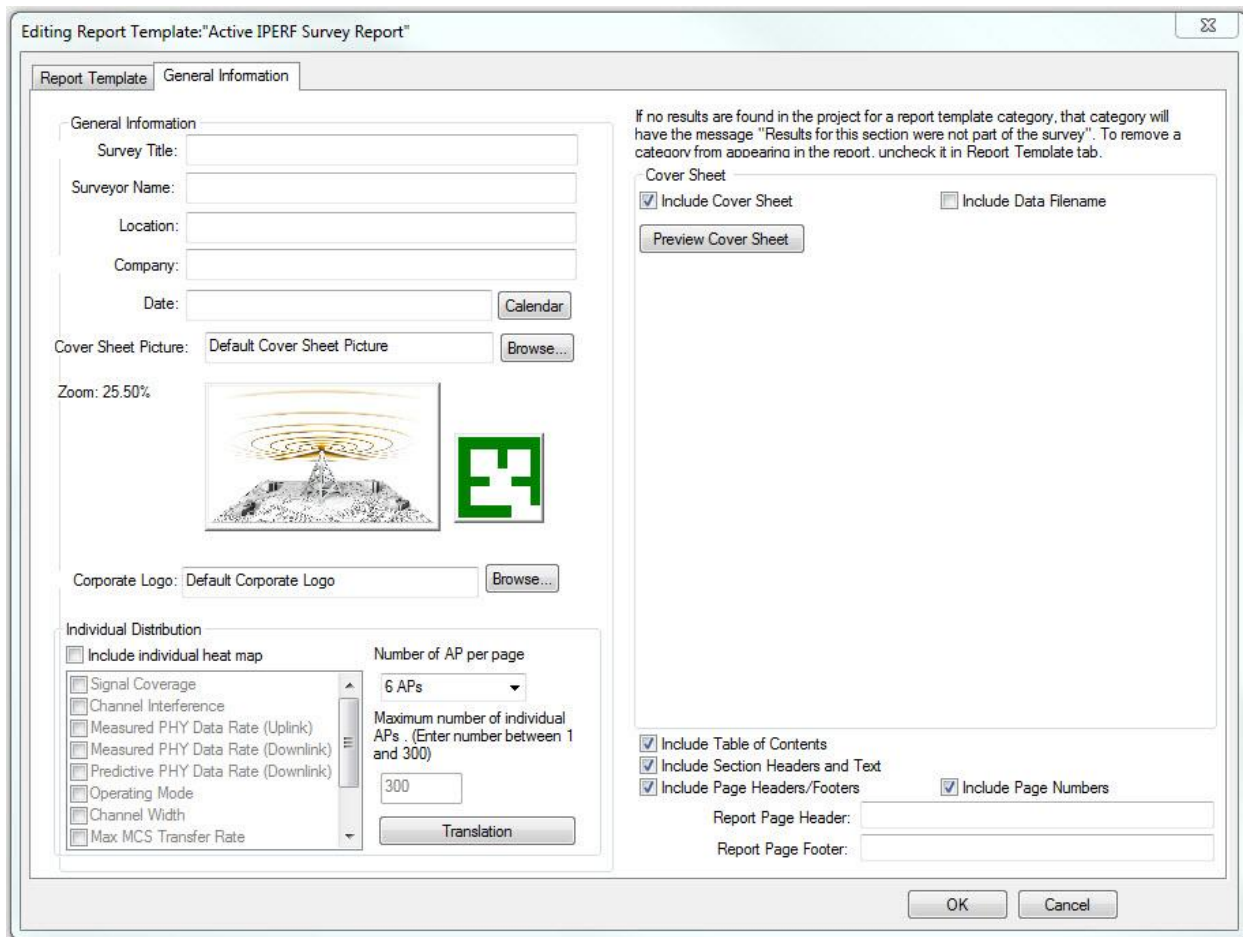 Editing Report Template:"Active IPERF Survey Report"
Report Template
General Information
General Information
Survey Title:
Surveyor Name:
Location:
Company:
Date:
Calendar
Cover Sheet Picture:
Default Cover Sheet Picture
Browse...
Zoom: 25.50%
Corporate Logo:
Default Corporate Logo
Browse...
Individual Distribution
Include individual heat map
Signal Coverage
Channel Interference
Measured PHY Data Rate (Uplink)
Measured PHY Data Rate (Downlink)
Predictive PHY Data Rate (Downlink)
Operating Mode
Channel Width
Max MCS Transfer Rate
Number of AP per page
6 APs
Maximum number of individual
APs . (Enter number between 1
and 300)
300
Translation
If no results are found in the project for a report template category, that category will
have the message "Results for this section were not part of the survey". To remove a
category from appearing in the report, uncheck it in Report Template tab.
Cover Sheet
Include Cover Sheet
Include Data Filename
Preview Cover Sheet
Include Table of Contents
Include Section Headers and Text
Include Page Headers/Footers
Include Page Numbers
Report Page Header:
Report Page Footer:
OK
Cancel